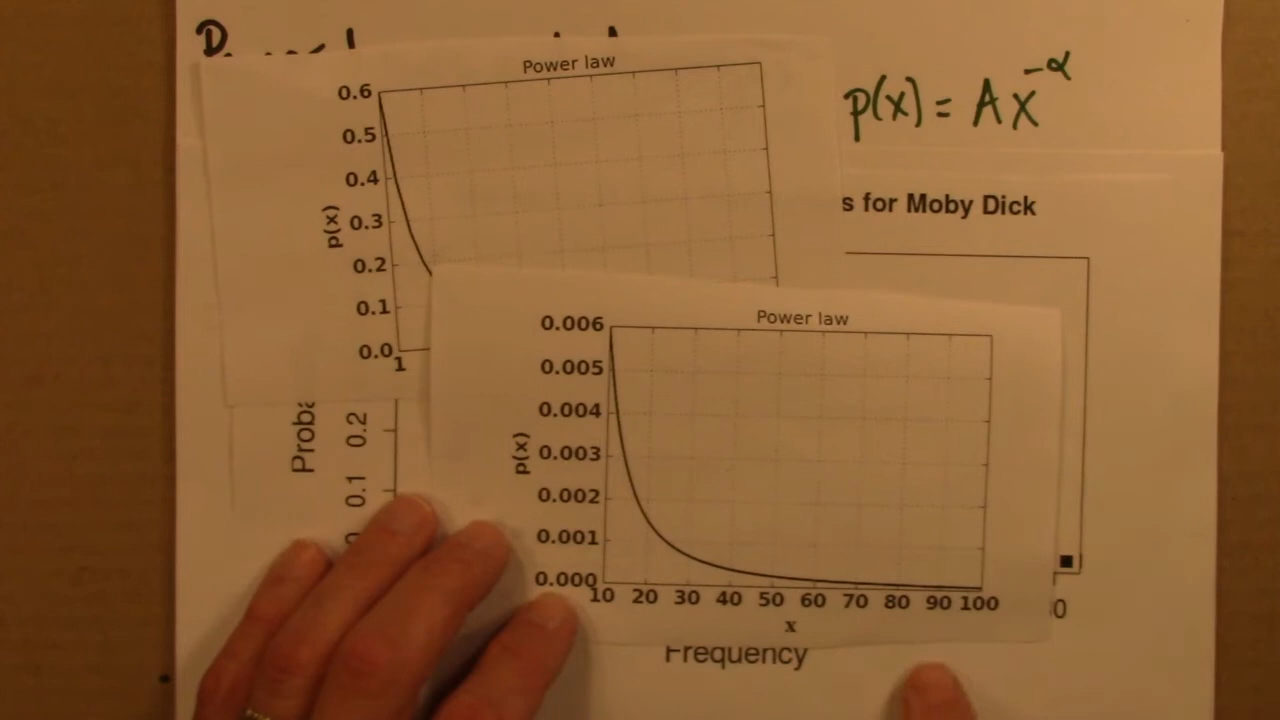 Power law
0.6
0.5
0.4
0.3
0.2
0.1
0.0
p(x)
1
p(x) = Ax^-α
s for Moby Dick
Power law
0.006
0.005
0.004
0.003
0.002
0.001
0.000
p(x)
10 20 30 40 50 60 70 80 90 100
x
0.2
0.1
0
Frequency